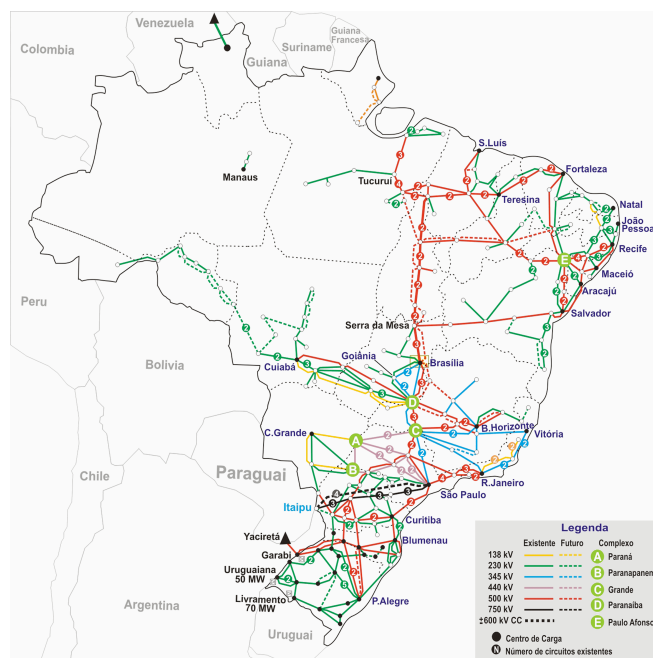 Venezuela
Guiana
Francesa
Colombia
Suriname
Guiana
S.Luís
Fortaleza
Manaus
Tucuruí
Teresina
Natal
João
Pessoa
Recife
E
Maceió
Aracajú
Peru
Salvador
Serra da Mesa
Goiânia
Brasília
Bolívia
Cuiabá
D
C.Grande
A
C
B.Horizonte
Vitória
B
Paraguai
R.Janeiro
Chile
São Paulo
Itaipu
Curitiba
Yaciretá
Blumenau
Garabi
Uruguaiana
50 MW
Livramento
70 MW
P.Alegre
Argentina
Uruguai
Legenda
Existente Futuro Complexo
138 kV A Paraná
230 kV B Paranapanem
345 kV
440 kV C Grande
500 kV D Paranaíba
750 kV
±600 kV CC E Paulo Afonso
Centro de Carga
N Número de circuitos existentes